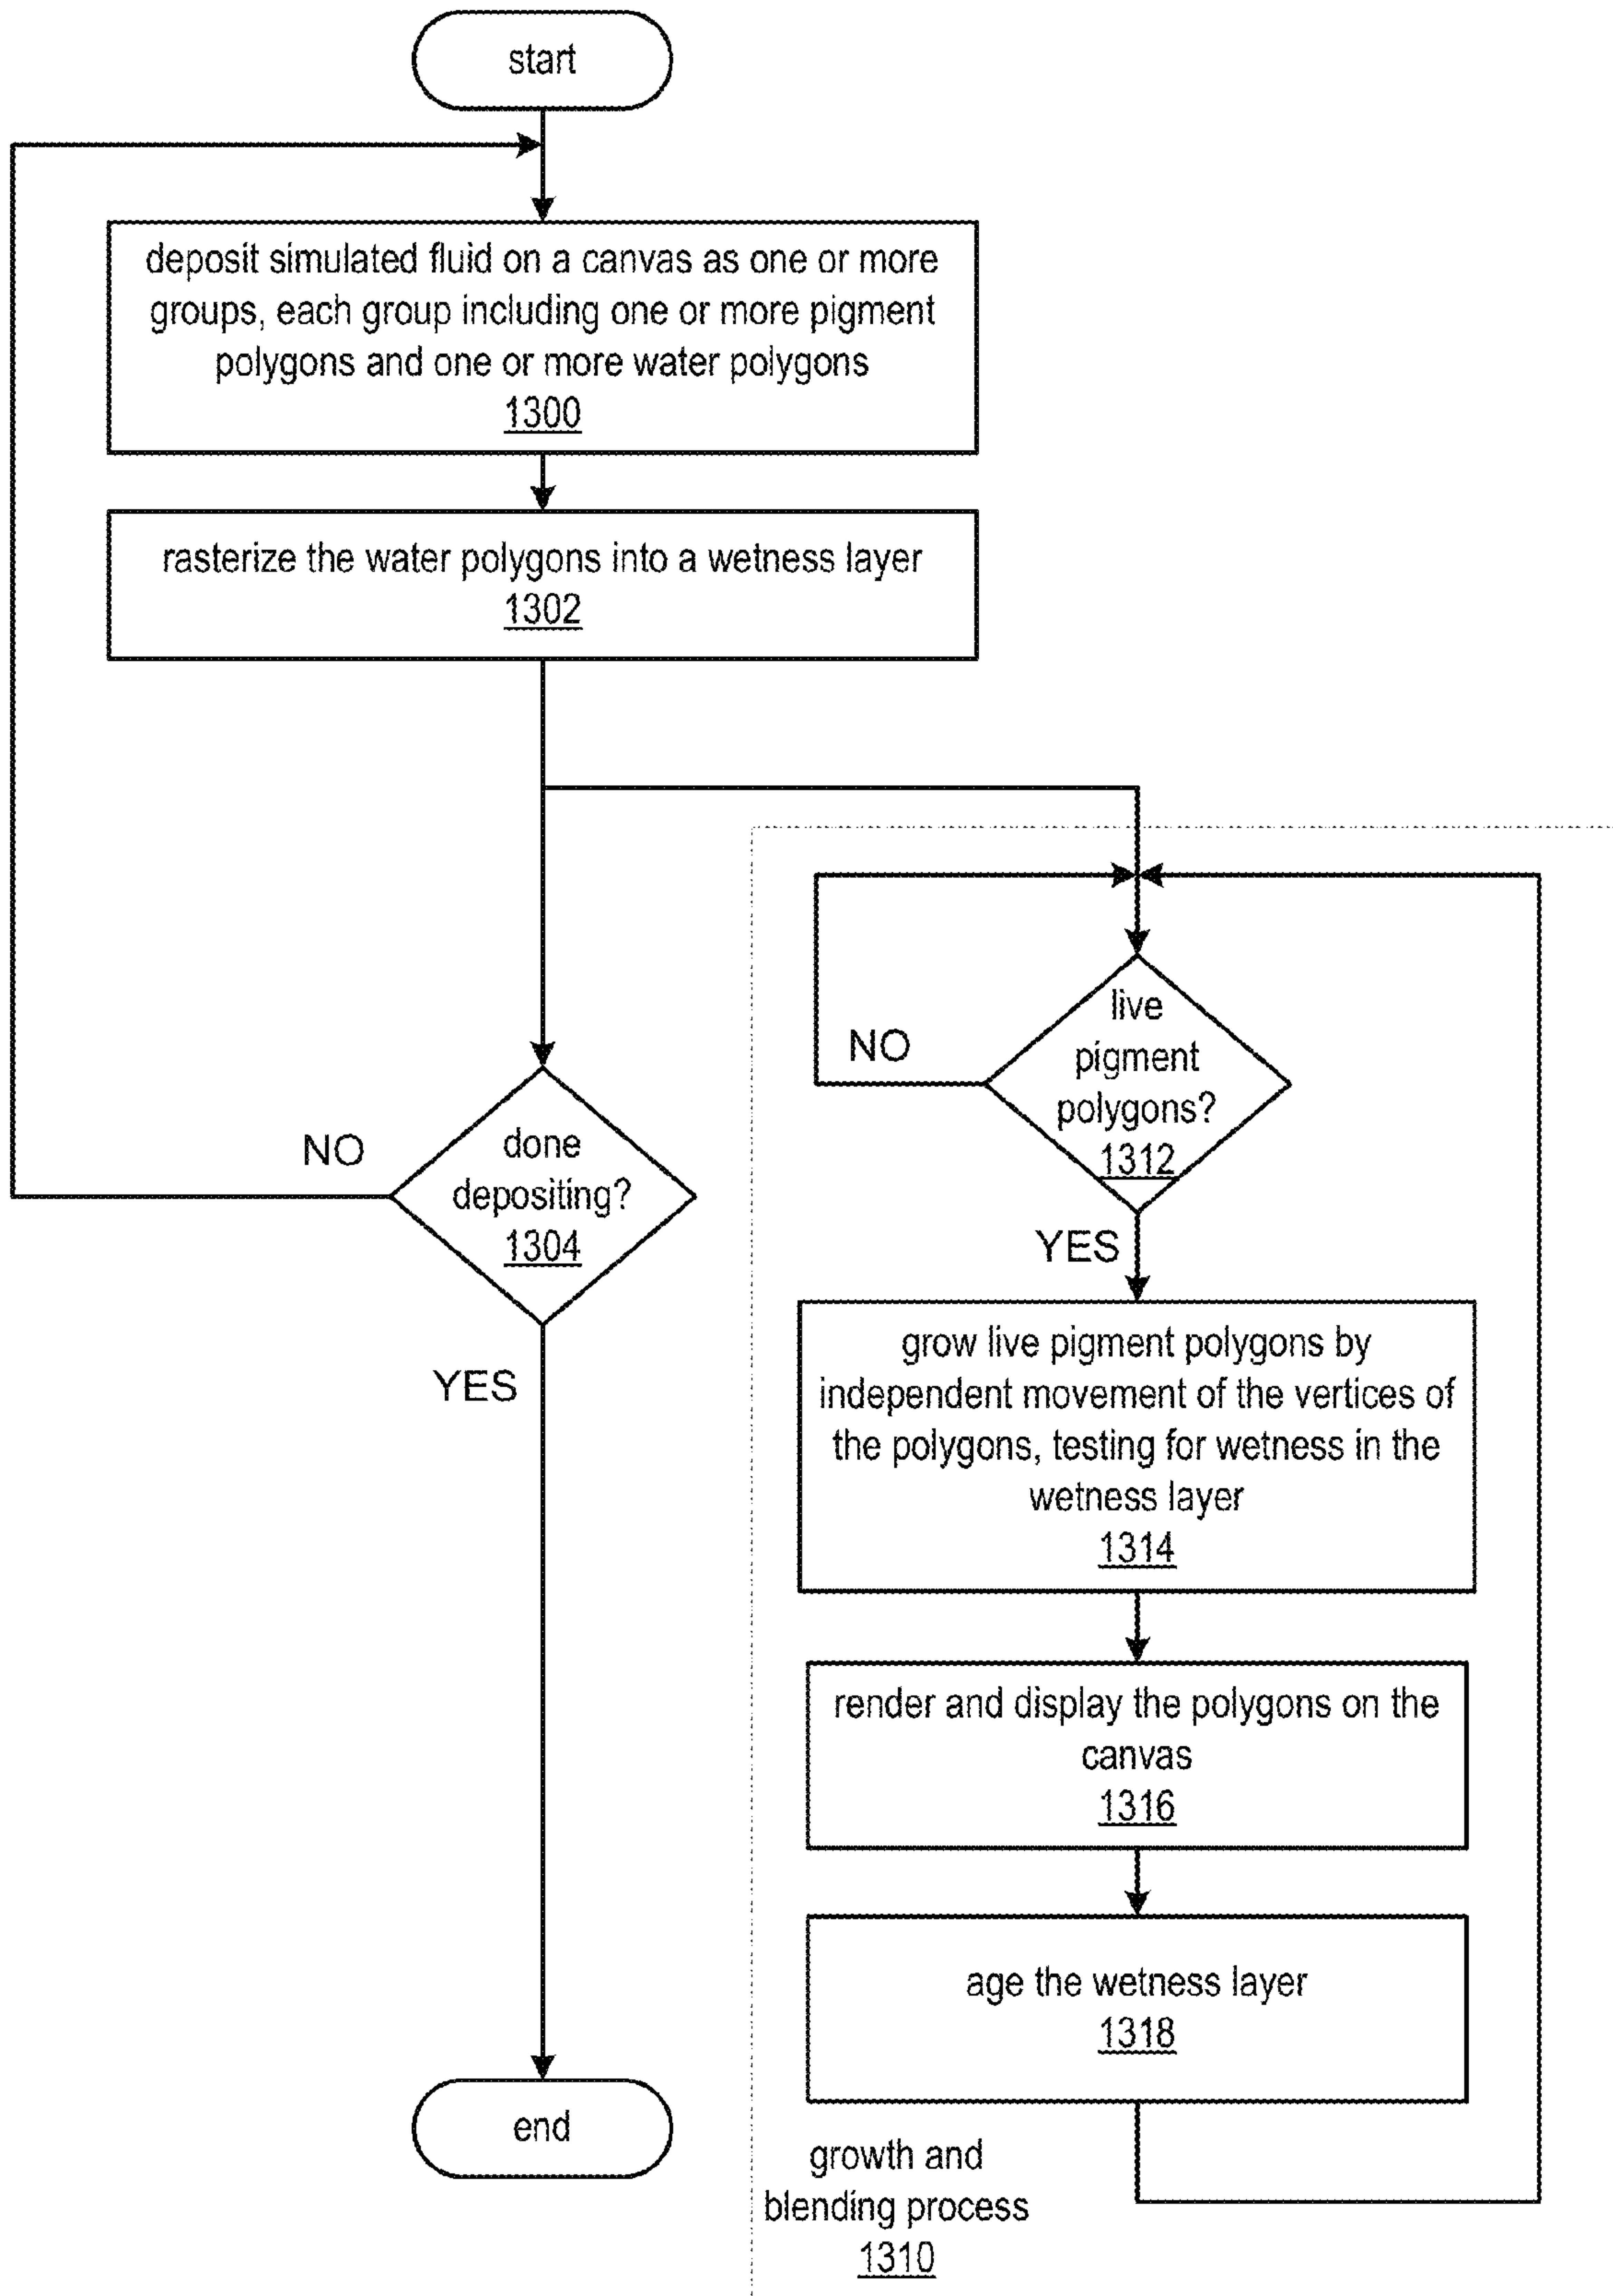 start
deposit simulated fluid on a canvas as one or more
groups, each group including one or more pigment
polygons and one or more water polygons
1300
rasterize the water polygons into a wetness layer
1302
done
depositing?
1304
NO
YES
end
live
pigment
polygons?
1312
NO
YES
grow live pigment polygons by
independent movement of the vertices of
the polygons, testing for wetness in the
wetness layer
1314
render and display the polygons on the
canvas
1316
age the wetness layer
1318
growth and
blending process
1310